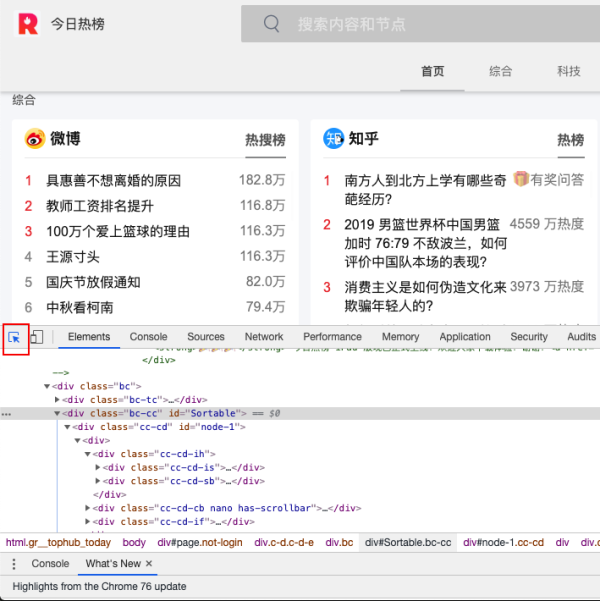 今日热榜
搜索内容和节点
首页 综合 科技
综合
微博 热搜榜
1 具惠善不想离婚的原因 182.8万
2 教师工资排名提升 116.8万
3 100万个爱上篮球的理由 116.3万
4 王源寸头 116.3万
5 国庆节放假通知 82.0万
6 中秋看柯南 79.4万
知乎 热榜
1 南方人到北方上学有哪些奇 有奖问答
葩经历?
2 2019 男篮世界杯中国男篮 4559 万热度
加时 76:79 不敌波兰，如何
评价中国队本场的表现?
3 消费主义是如何伪造文化来 3973 万热度
欺骗年轻人的?
Elements Console Sources Network Performance Memory Application Security Audits
</div>
-->
▼<div class="bc">
▶<div class="bc-tc">…</div>
… ▼<div class="bc-cc" id="Sortable"> == $0
▼<div class="cc-cd" id="node-1">
▼<div>
▼<div class="cc-cd-ih">
▶<div class="cc-cd-is">…</div>
▶<div class="cc-cd-sb">…</div>
</div>
▶<div class="cc-cd-cb nano has-scrollbar">…</div>
▶<div class="cc-cd-if">…</div>
html.gr__tophub_today body div#page.not-login div.c-d.c-d-e div.bc div#Sortable.bc-cc div#node-1.cc-cd div div.c
Console What's New ×
Highlights from the Chrome 76 update